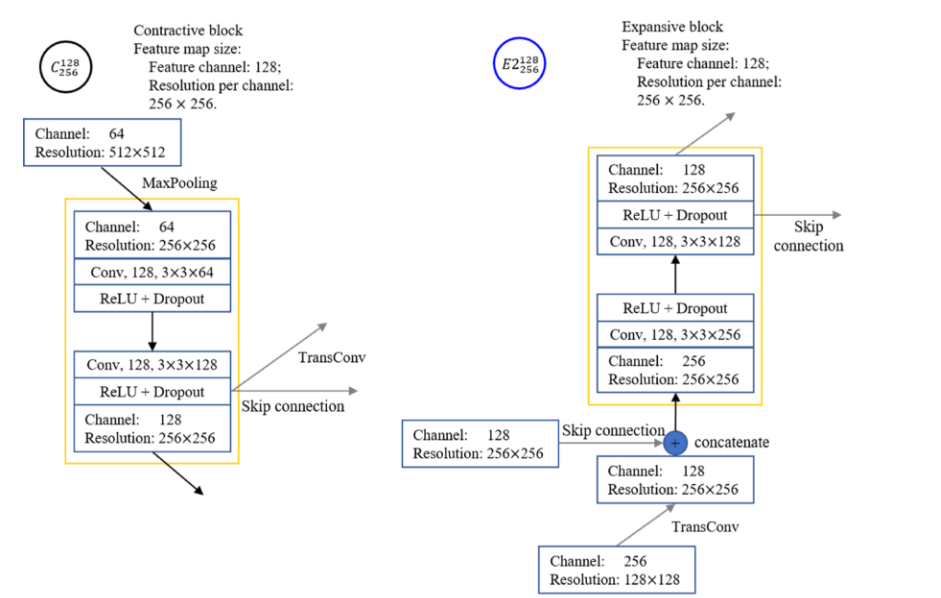 C 128 256
Contractive block
Feature map size:
Feature channel: 128;
Resolution per channel:
256 × 256.
Channel: 64
Resolution: 512×512
MaxPooling
Channel: 64
Resolution: 256×256
Conv, 128, 3×3×64
ReLU + Dropout
Conv, 128, 3×3×128
ReLU + Dropout
Channel: 128
Resolution: 256×256
TransConv
Skip connection
E2 128 256
Expansive block
Feature map size:
Feature channel: 128;
Resolution per channel:
256 × 256.
Channel: 128
Resolution: 256×256
ReLU + Dropout
Conv, 128, 3×3×128
Skip
connection
ReLU + Dropout
Conv, 128, 3×3×256
Channel: 256
Resolution: 256×256
Channel: 128
Resolution: 256×256
Skip connection
+
concatenate
Channel: 128
Resolution: 256×256
TransConv
Channel: 256
Resolution: 128×128